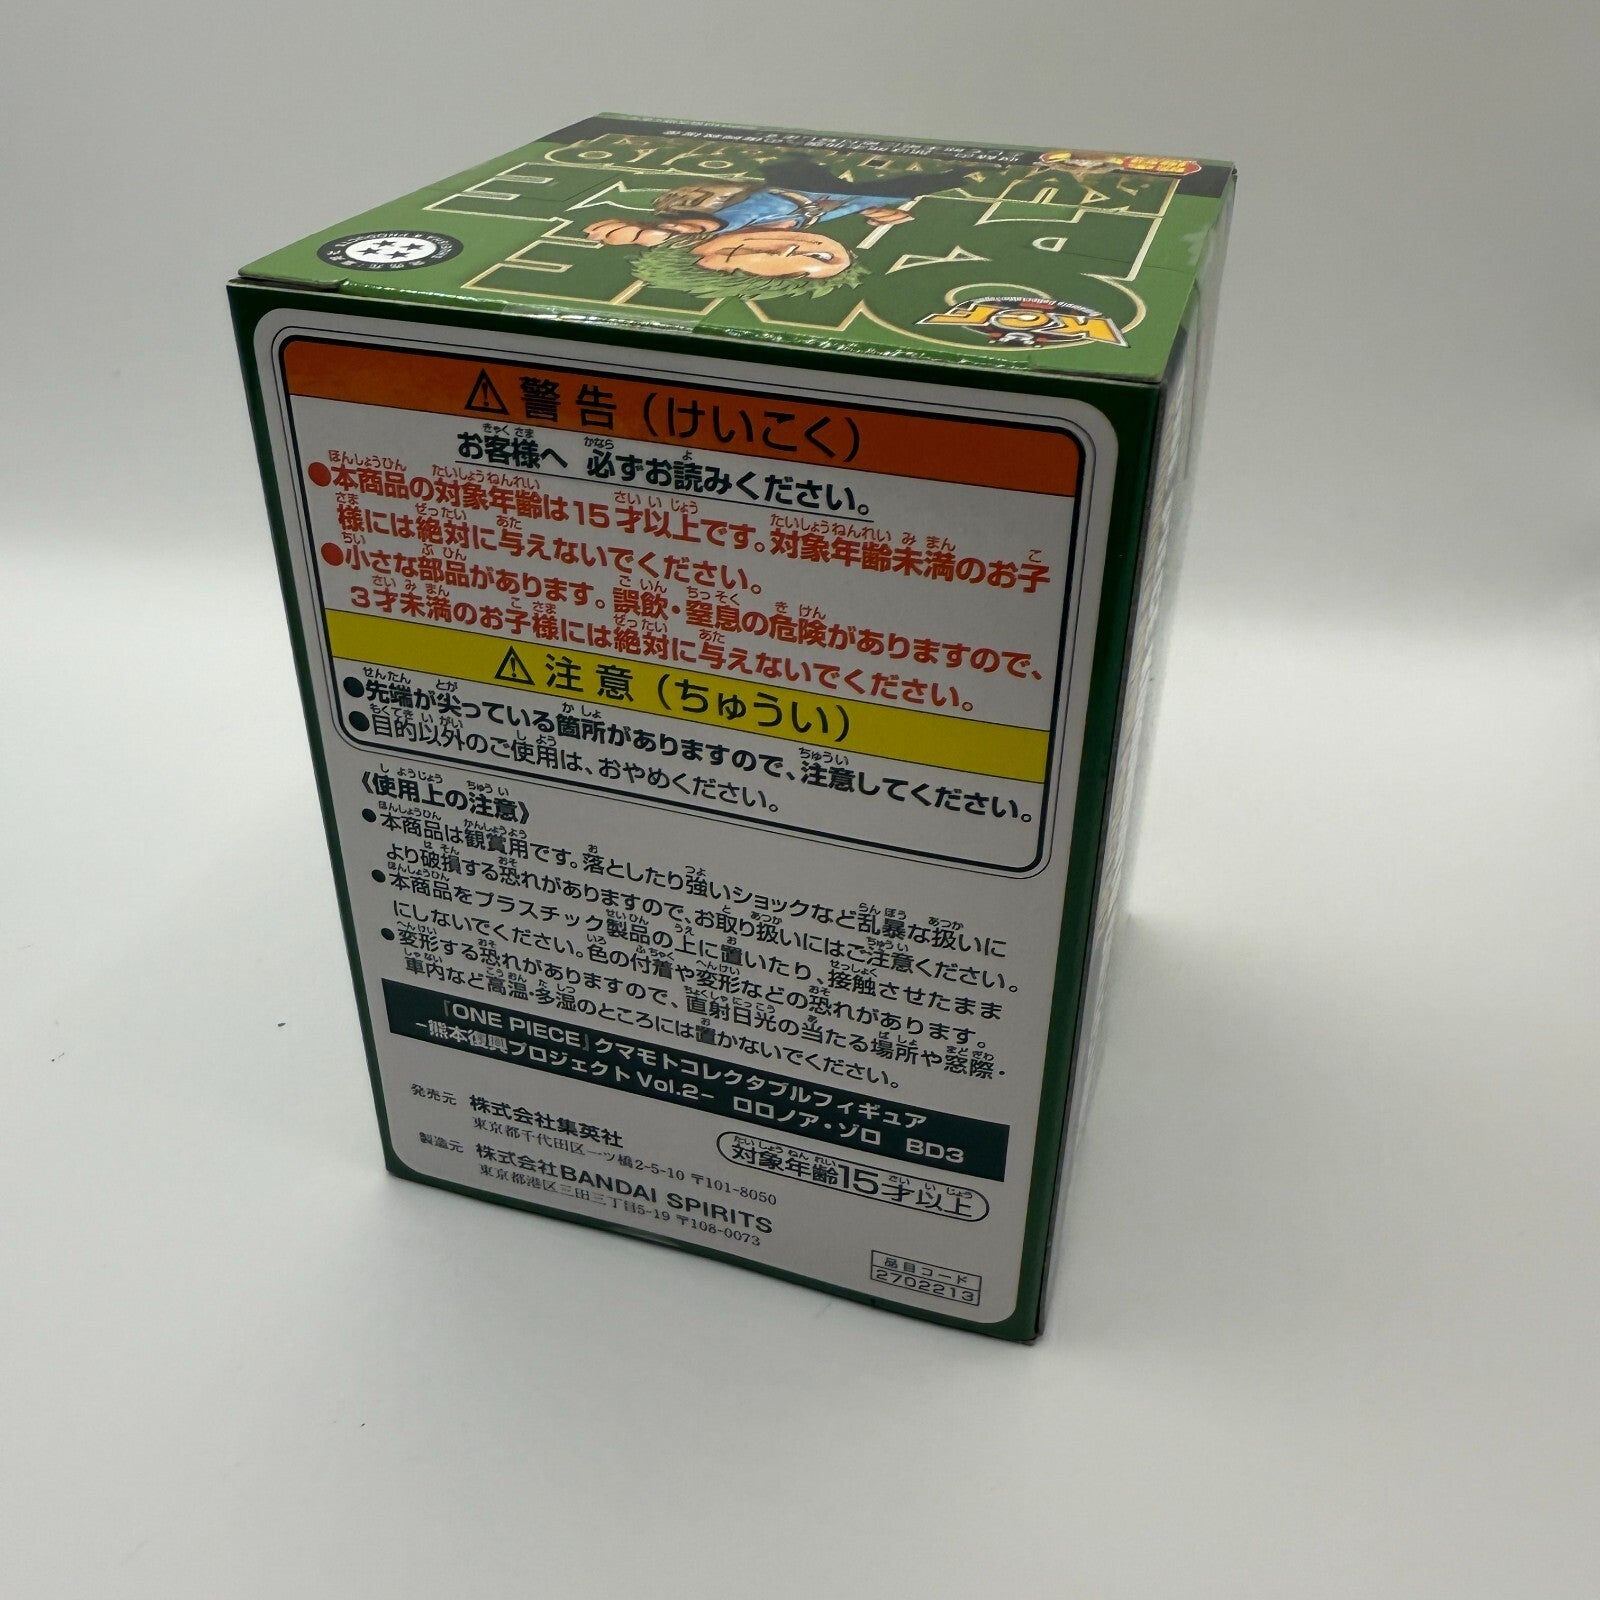 KCF
ONE
PIECE
警告（けいこく）
お客様へ 必ずお読みください。
●本商品の対象年齢は15才以上です。対象年齢未満のお子
様には絶対に与えないでください。
●小さな部品があります。誤飲・窒息の危険がありますので、
3才未満のお子様には絶対に与えないでください。
注意（ちゅうい）
●先端が尖っている箇所がありますので、注意してください。
●目的以外のご使用は、おやめください。
《使用上の注意》
●本商品は観賞用です。落としたり強いショックなど乱暴な扱いに
より破損する恐れがありますので、お取り扱いにはご注意ください。
●本商品をプラスチック製品の上に置いたり、接触させたまま
にしないでください。色の付着や変形などの恐れがあります。
●変形する恐れがありますので、直射日光の当たる場所や窓際・
車内など高温・多湿のところには置かないでください。
『ONE PIECE』クマモトコレクタブルフィギュア
-熊本復興プロジェクトVol.2- ロロノア・ゾロ BD3
発売元 株式会社集英社
東京都千代田区一ツ橋2-5-10 〒101-8050
対象年齢15才以上
製造元 株式会社BANDAI SPIRITS
東京都港区三田三丁目5-19 〒108-0073
品目コード
2702213